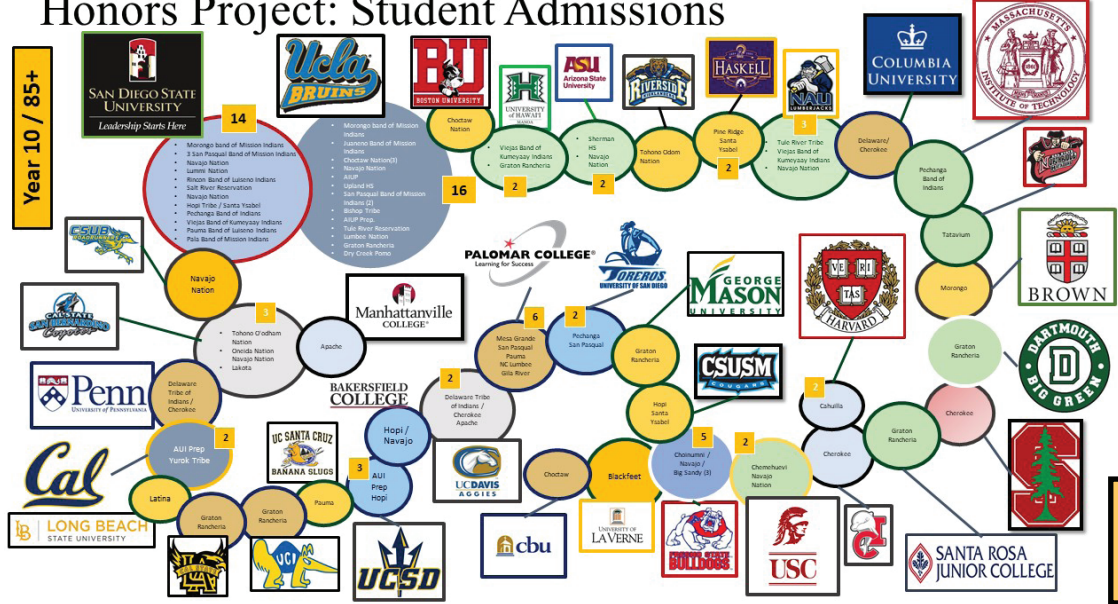 Honors Project: Student Admissions
Year 10 / 85+
SAN DIEGO STATE
UNIVERSITY
Leadership Starts Here
14
Morongo band of Mission Indians
3 San Pasqual Band of Mission Indians
Navajo Nation
Lummi Nation
Rincon Band of Luiseno Indians
Salt River Reservation
Navajo Nation
Hopi Tribe / Santa Ysabel
Pechanga Band of Indians
Viejas Band of Kumeyaay Indians
Pauma Band of Luiseno Indians
Pala Band of Mission Indians
Ucla
BRUINS
Morongo band of Mission
Indians
Juaneno Band of Mission
Indians
Choctaw Nation(3)
Navajo Nation
AIUP
Upland HS
San Pasqual Band of Mission
Indians (2)
Bishop Tribe
AIUP Prep.
Tule River Reservation
Lumbee Nation
Graton Rancheria
Dry Creek Pomo
16
BU
BOSTON UNIVERSITY
Choctaw
Nation
H
UNIVERSITY
of HAWAI'I
MANOA
Viejas Band of
Kumeyaay Indians
Graton Rancheria
2
ASU
Arizona State
University
Sherman
HS
Navajo
Nation
2
RIVERSIDE
HIGHLANDERS
Tohono Odom
Nation
HASKELL
Pine Ridge
Santa
Ysabel
2
NAU
LUMBERJACKS
3
Tule River Tribe
Viejas Band of
Kumeyaay Indians
Navajo Nation
COLUMBIA
UNIVERSITY
Delaware/
Cherokee
MASSACHUSETTS
INSTITUTE OF TECHNOLOGY
Pechanga
Band of
Indians
Tatavium
BROWN
Morongo
DARTMOUTH
D
BIG GREEN
Graton
Rancheria
Cherokee
S
CSUB
ROADRUNNERS
Navajo
Nation
CAL STATE
SAN BERNARDINO
Coyotes
3
Tohono O'odham
Nation
Oneida Nation
Navajo Nation
Lakota
Manhattanville
COLLEGE
Apache
PALOMAR COLLEGE®
Learning for Success
6
Mesa Grande
San Pasqual
Pauma
NC Lumbee
Gila River
TOREROS
UNIVERSITY OF SAN DIEGO
2
Pechanga
San Pasqual
GEORGE
MASON
UNIVERSITY
Graton
Rancheria
VE RI
TAS
HARVARD
2
Cahuilla
Cherokee
CSUSM
COUGARS
Hopi
Santa
Ysabel
Penn
UNIVERSITY of PENNSYLVANIA
Delaware
Tribe of
Indians /
Cherokee
BAKERSFIELD
COLLEGE
Hopi /
Navajo
2
Delaware Tribe
of Indians /
Cherokee
Apache
UC DAVIS
AGGIES
Cal
AUI Prep
Yurok Tribe
2
LB
LONG BEACH
STATE UNIVERSITY
Latina
Graton
Rancheria
LA
UC SANTA CRUZ
BANANA SLUGS
Graton
Rancheria
UCI
Pauma
3
AUI
Prep
Hopi
UCSD
Choctaw
cbu
Blackfeet
UNIVERSITY OF
LA VERNE
5
Choinumni /
Navajo /
Big Sandy (3)
FRESNO STATE
BULLDOGS
2
Chemehuevi
Navajo
Nation
USC
Graton
Rancheria
SANTA ROSA
JUNIOR COLLEGE